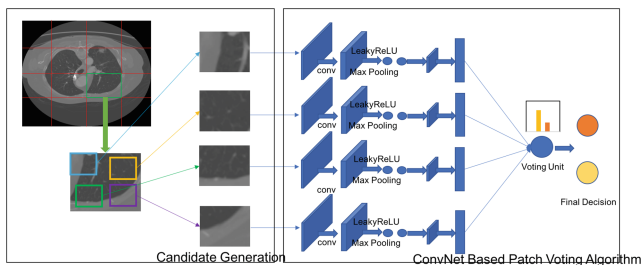 LeakyReLU
conv
Max Pooling
LeakyReLU
conv
Max Pooling
LeakyReLU
conv
Max Pooling
LeakyReLU
conv
Max Pooling
Voting Unit
Final Decision
Candidate Generation
ConvNet Based Patch Voting Algorithm